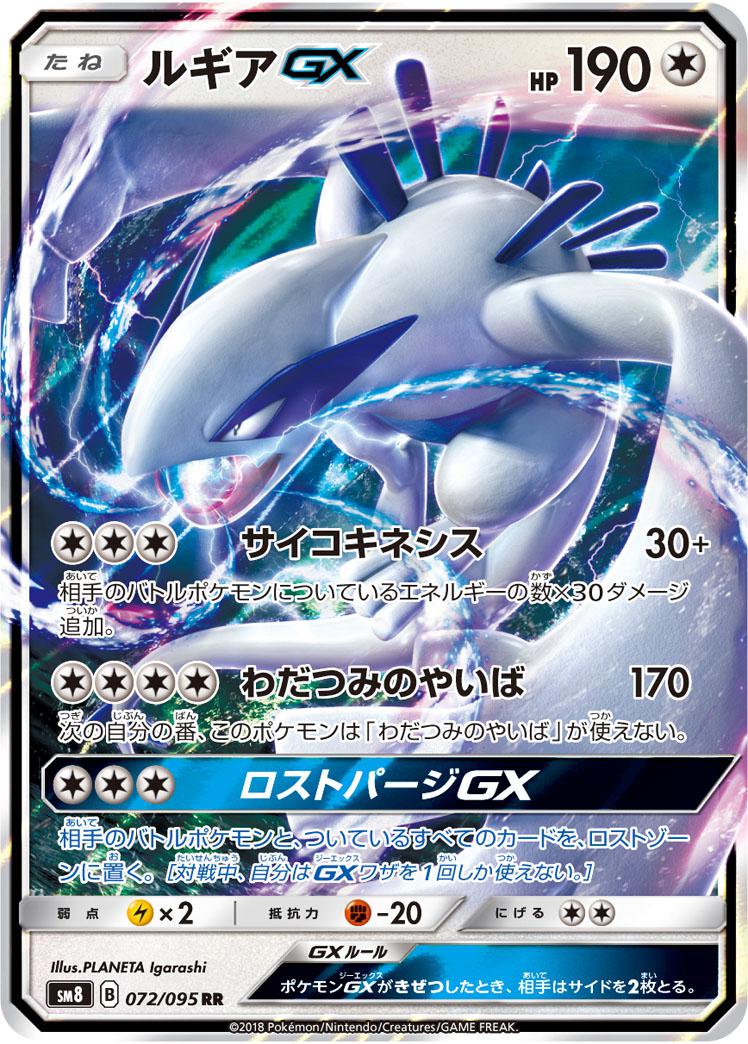 たね ルギアGX HP 190
サイコキネシス 30+
相手のバトルポケモンについているエネルギーの数×30ダメージ
追加。
わだつみのやいば 170
次の自分の番、このポケモンは「わだつみのやいば」が使えない。
ロストパージGX
相手のバトルポケモンと、ついているすべてのカードを、ロストゾー
ンに置く。［対戦中、自分はGXワザを1回しか使えない。］
弱点 ×2 抵抗力 -20 にげる
Illus.PLANETA Igarashi
GXルール
ポケモンGXがきぜつしたとき、相手はサイドを2枚とる。
SM8 B 072/095 RR
©2018 Pokémon/Nintendo/Creatures/GAME FREAK.